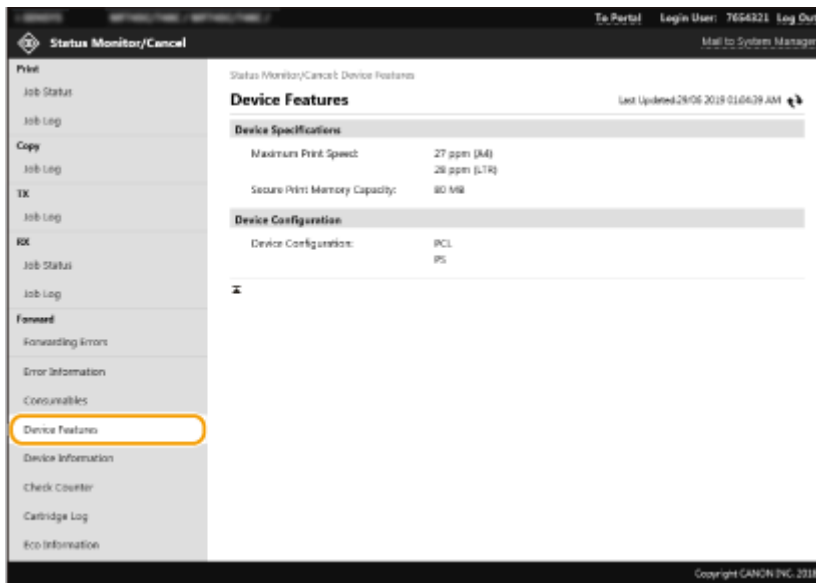 To Portal Login User: 7654321 Log Out
Status Monitor/Cancel
Mail to System Manager
Print
Job Status
Job Log
Copy
Job Log
TX
Job Log
RX
Job Status
Job Log
Forward
Forwarding Errors
Error Information
Consumables
Device Features
Device Information
Check Counter
Cartridge Log
Eco Information
Status Monitor/Cancel: Device Features
Device Features
Last Updated:29/06 2019 01:04:39 AM
Device Specifications
Maximum Print Speed: 27 ppm (A4)
28 ppm (LTR)
Secure Print Memory Capacity: 80 MB
Device Configuration
Device Configuration: PCL
PS
Copyright CANON INC. 2018